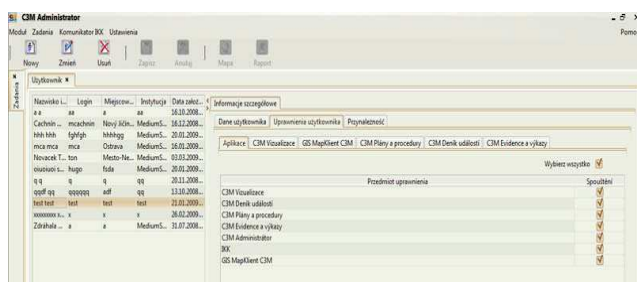 C3M Administrator
Moduł Zadania Komunikator IKK Ustawienia Pomo
Nowy Zmień Usuń Zapisz Anuluj Mapa Raport
Zadania
Użytkownik
Nazwisko i... Login Miejscow... Instytucja Data założ...
a a aa a aa 16.10.2008...
Cachnin ... mcachnin Nový Jičín... MediumS... 16.12.2008...
hhh hhh fghfgh hhhhgg MediumS... 20.01.2009...
mca mca mca Ostrava MediumS... 16.01.2009...
Novacek T... ton Mesto-Ne... MediumS... 03.03.2009...
oiuoiuoi s... hugo fsda MediumS... 20.01.2009...
q q q q qq 20.11.2008...
qqdf qq qqqqqq adf qq 13.10.2008...
test test test test test 21.01.2009...
xxxxxxxx x... x x x 26.02.2009...
Zdráhala ... a a MediumS... 31.07.2008...
Informacje szczegółowe
Dane użytkownika Uprawnienia użytkownika Przynależność
Aplikace C3M Vizualizace GIS MapKlient C3M C3M Plány a procedury C3M Deník událostí C3M Evidence a výkazy
Wybierz wszystko
Przedmiot uprawnienia Spouštění
C3M Vizualizace
C3M Deník událostí
C3M Plány a procedury
C3M Evidence a výkazy
C3M Administrátor
IKK
GIS MapKlient C3M